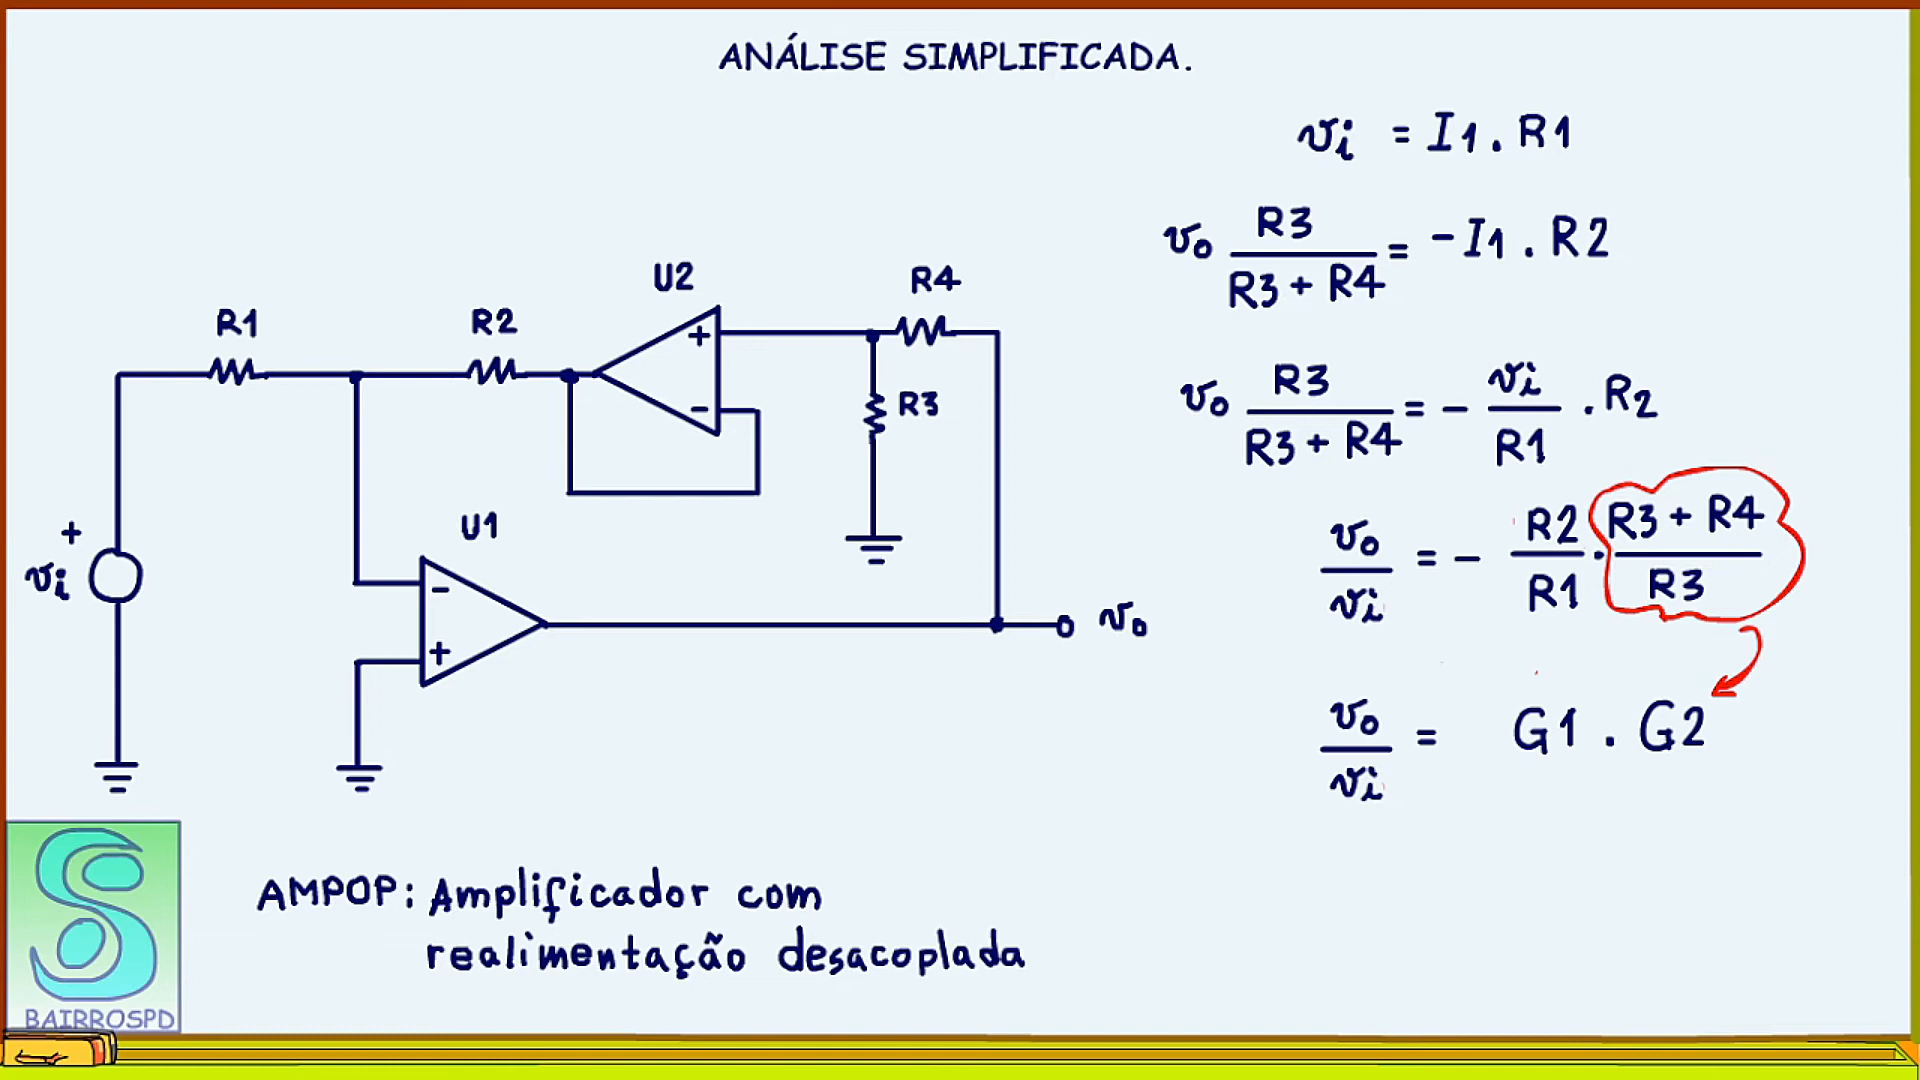 ANÁLISE SIMPLIFICADA.
vi = I1 . R1
vo R3 / (R3 + R4) = - I1 . R2
vo R3 / (R3 + R4) = - vi / R1 . R2
vo / vi = - R2 / R1 . (R3 + R4) / R3
vo / vi = G1 . G2
U2
R4
R1
R2
+
-
R3
U1
+
vi
-
+
vo
AMPOP: Amplificador com
realimentação desacoplada
BAIRROSPD